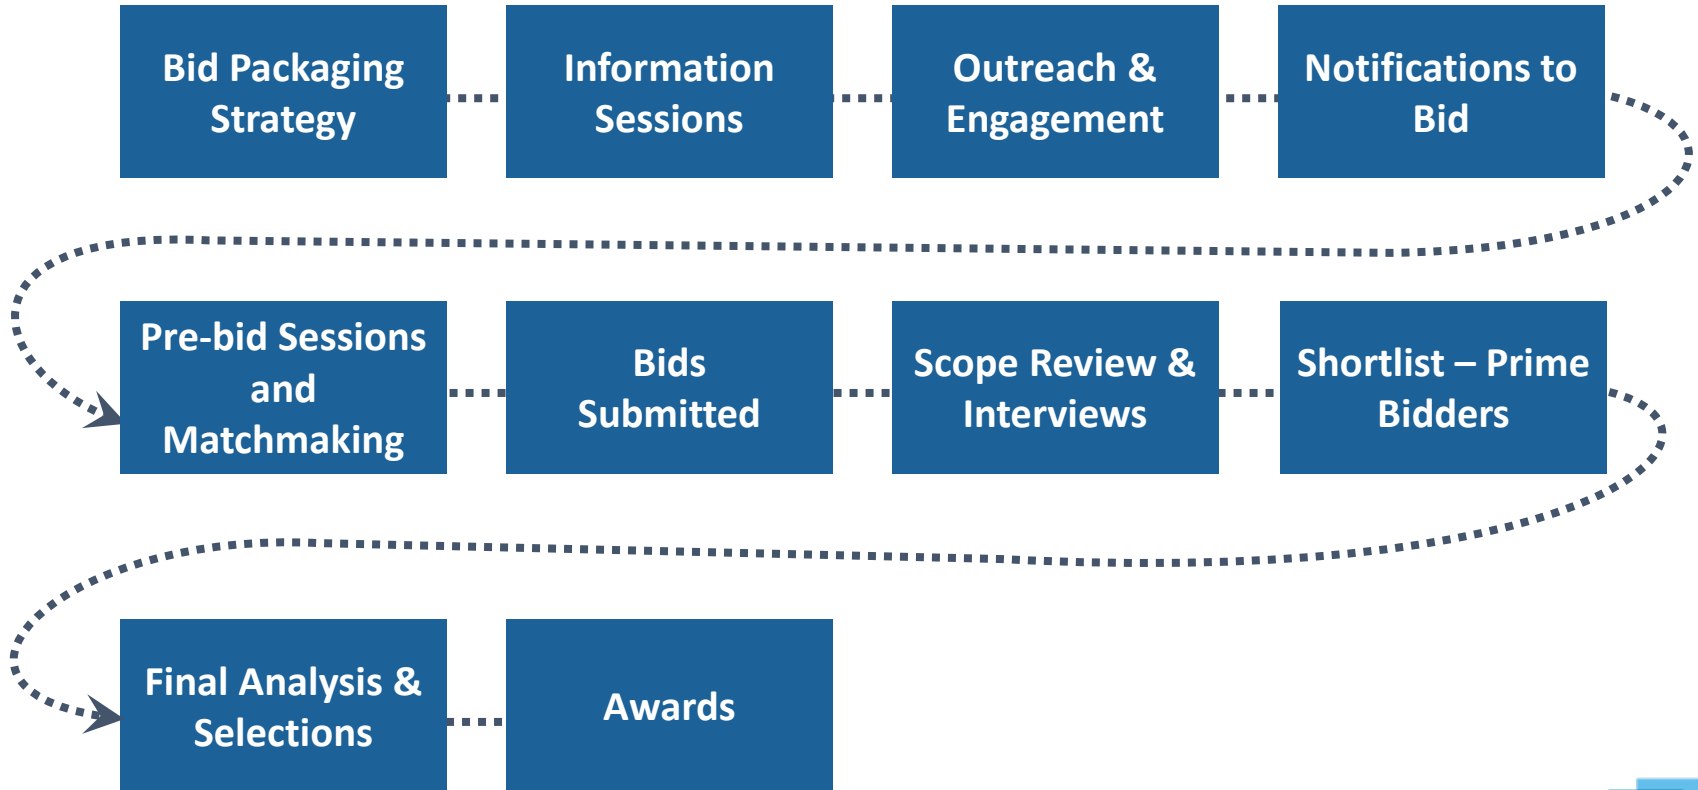 Bid Packaging
Strategy
Information
Sessions
Outreach &
Engagement
Notifications to
Bid
Pre-bid Sessions
and
Matchmaking
Bids
Submitted
Scope Review &
Interviews
Shortlist – Prime
Bidders
Final Analysis &
Selections
Awards